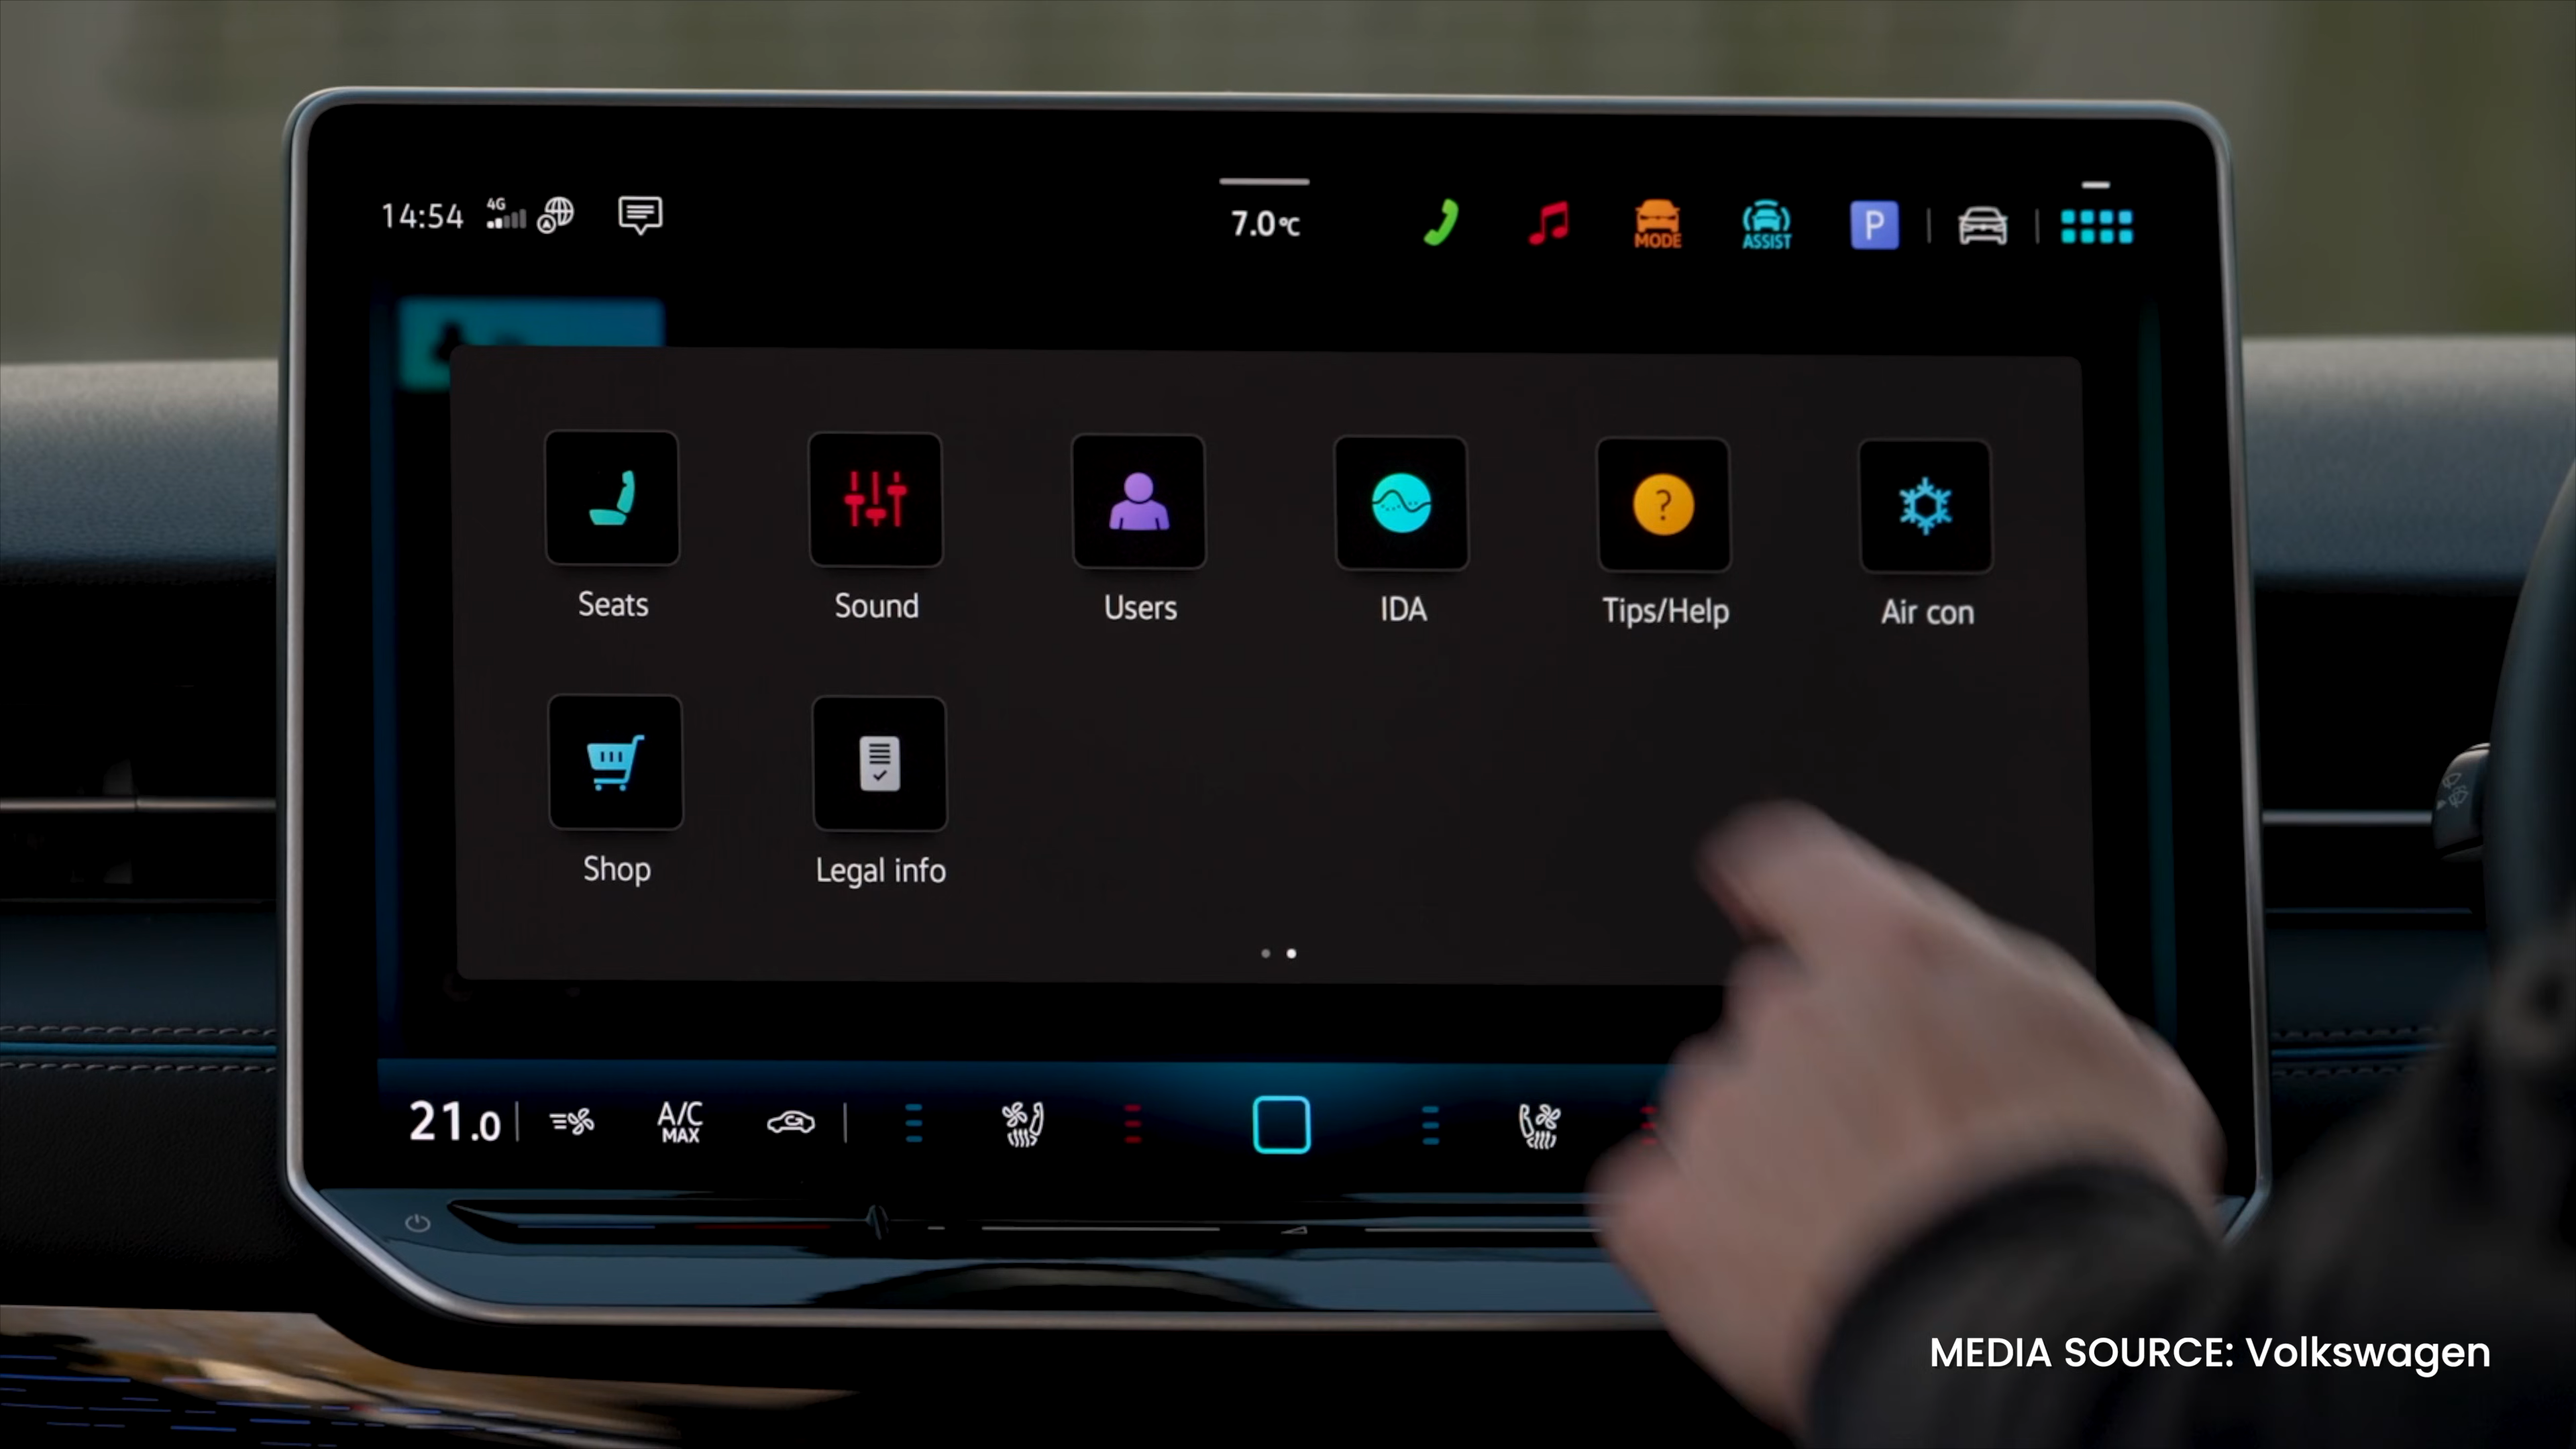 14:54
4G
7.0°C
MODE
ASSIST
P
Seats
Sound
Users
IDA
?
Tips/Help
Air con
Shop
Legal info
21.0
A/C
MAX
MEDIA SOURCE: Volkswagen